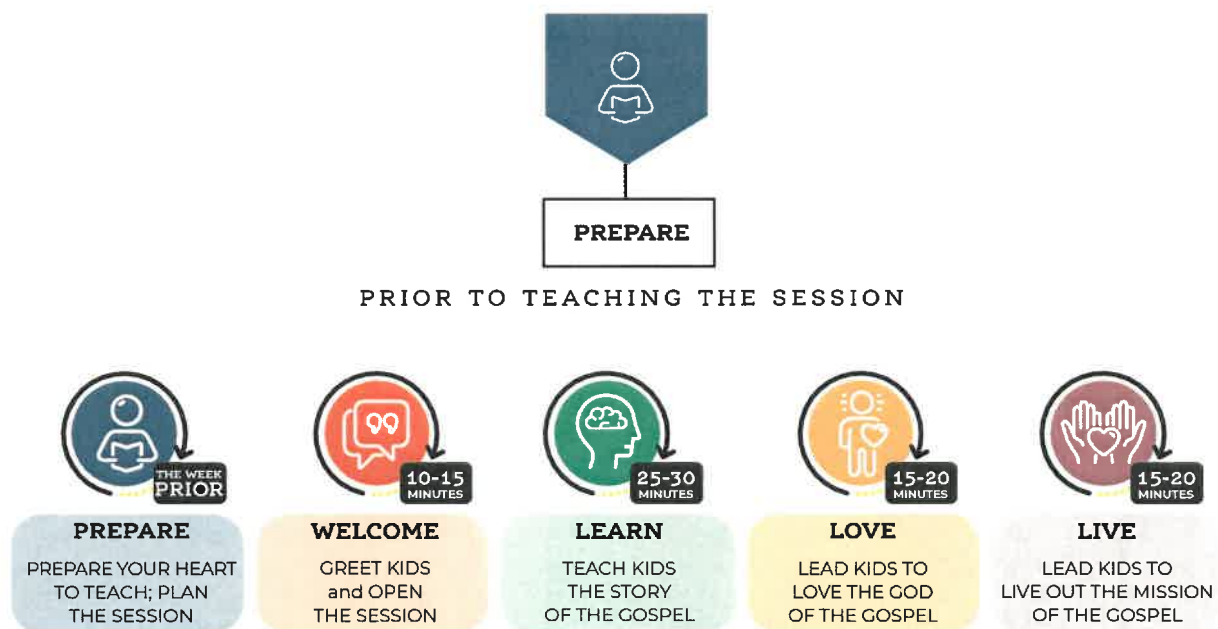 PREPARE
PRIOR TO TEACHING THE SESSION
THE WEEK
PRIOR
PREPARE
PREPARE YOUR HEART
TO TEACH; PLAN
THE SESSION
10-15
MINUTES
WELCOME
GREET KIDS
and OPEN
THE SESSION
25-30
MINUTES
LEARN
TEACH KIDS
THE STORY
OF THE GOSPEL
15-20
MINUTES
LOVE
LEAD KIDS TO
LOVE THE GOD
OF THE GOSPEL
15-20
MINUTES
LIVE
LEAD KIDS TO
LIVE OUT THE MISSION
OF THE GOSPEL